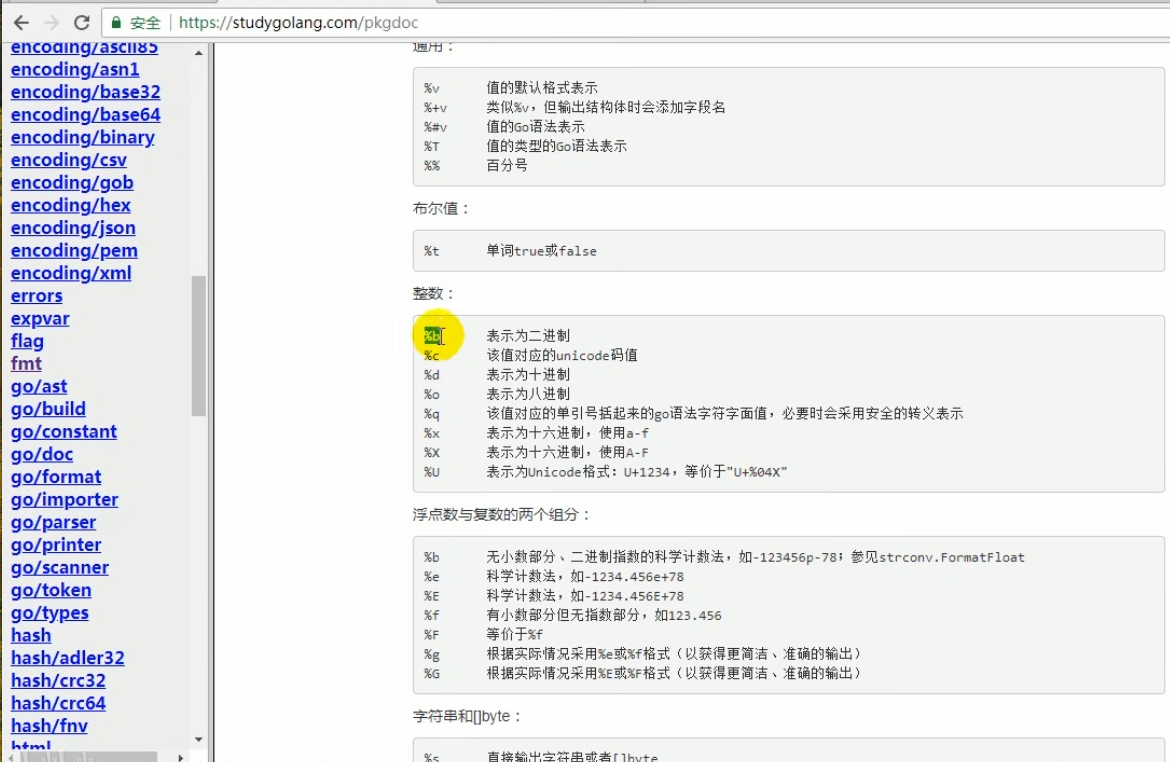 安全
https://studygolang.com/pkgdoc
encoding/ascii85
encoding/asn1
encoding/base32
encoding/base64
encoding/binary
encoding/csv
encoding/gob
encoding/hex
encoding/json
encoding/pem
encoding/xml
errors
expvar
flag
fmt
go/ast
go/build
go/constant
go/doc
go/format
go/importer
go/parser
go/printer
go/scanner
go/token
go/types
hash
hash/adler32
hash/crc32
hash/crc64
hash/fnv
html
通用：
%v 值的默认格式表示
%+v 类似%v，但输出结构体时会添加字段名
%#v 值的Go语法表示
%T 值的类型的Go语法表示
%% 百分号
布尔值：
%t 单词true或false
整数：
%b 表示为二进制
%c 该值对应的unicode码值
%d 表示为十进制
%o 表示为八进制
%q 该值对应的单引号括起来的go语法字符字面值，必要时会采用安全的转义表示
%x 表示为十六进制，使用a-f
%X 表示为十六进制，使用A-F
%U 表示为Unicode格式：U+1234，等价于"U+%04X"
浮点数与复数的两个组分：
%b 无小数部分、二进制指数的科学计数法，如-123456p-78；参见strconv.FormatFloat
%e 科学计数法，如-1234.456e+78
%E 科学计数法，如-1234.456E+78
%f 有小数部分但无指数部分，如123.456
%F 等价于%f
%g 根据实际情况采用%e或%f格式（以获得更简洁、准确的输出）
%G 根据实际情况采用%E或%F格式（以获得更简洁、准确的输出）
字符串和[]byte：
%s 直接输出字符串或者[]byte